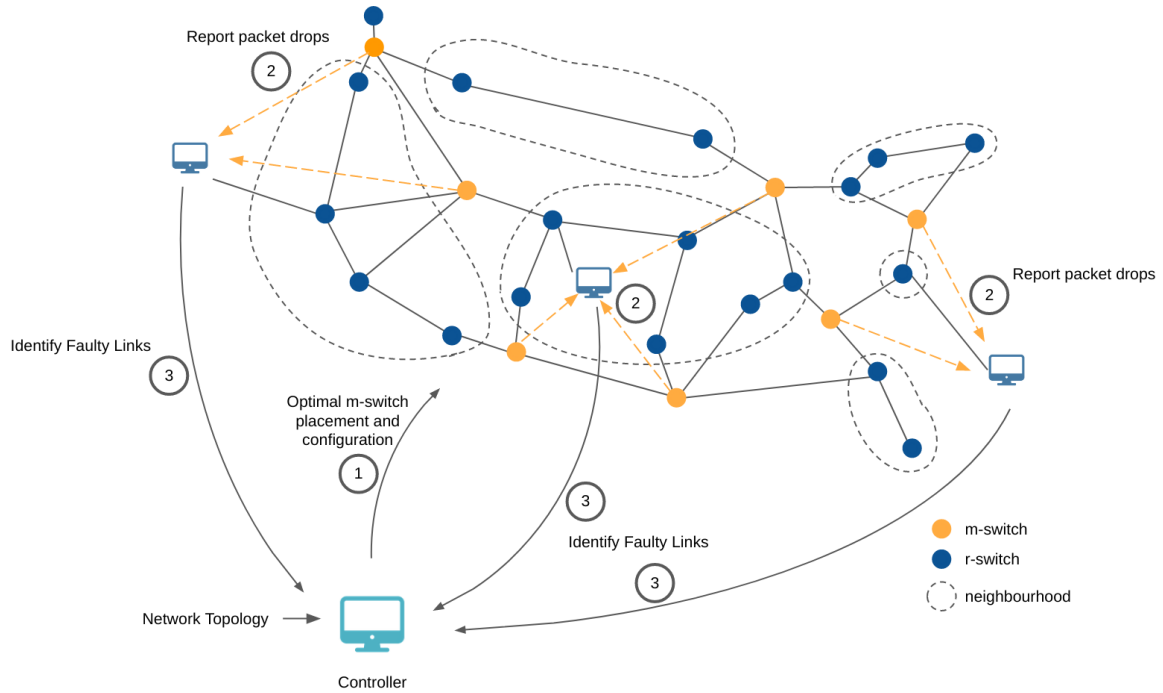 Report packet drops
2
Report packet drops
2
2
Identify Faulty Links
3
Optimal m-switch
placement and
configuration
1
3
Identify Faulty Links
3
m-switch
r-switch
neighbourhood
Network Topology
Controller